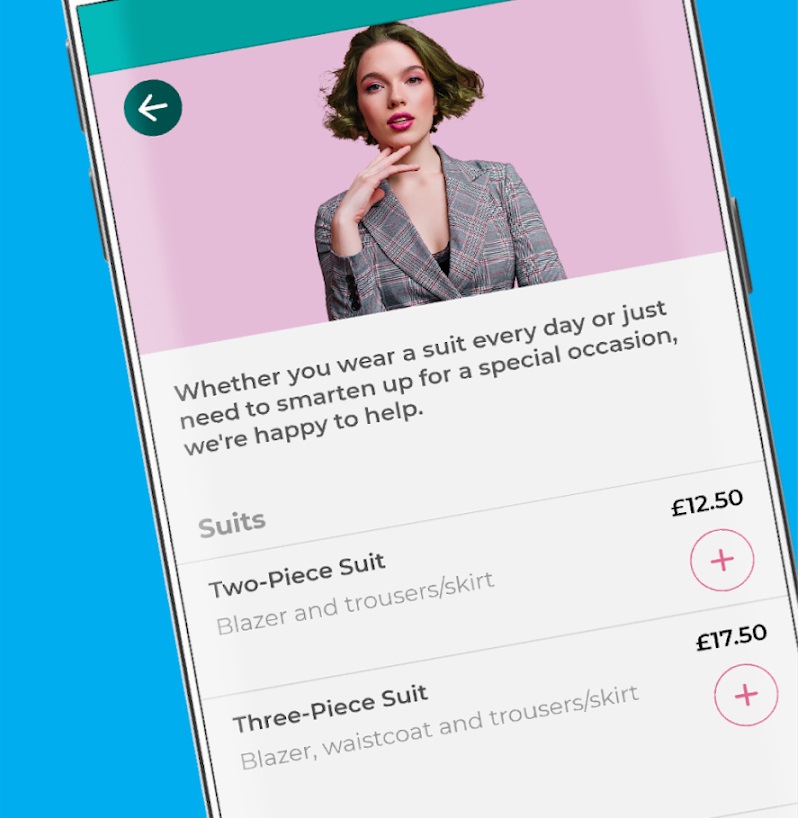 Whether you wear a suit every day or just
need to smarten up for a special occasion,
we're happy to help.
Suits
£12.50
Two-Piece Suit
Blazer and trousers/skirt
£17.50
Three-Piece Suit
Blazer, waistcoat and trousers/skirt